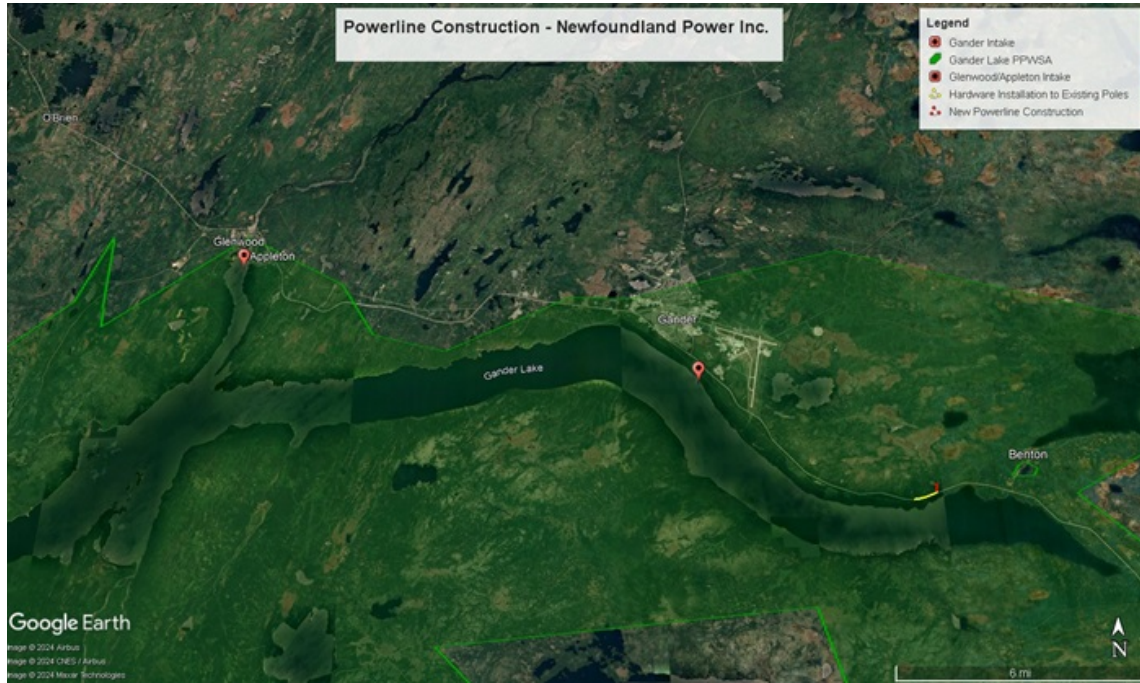 Powerline Construction - Newfoundland Power Inc.
Legend
Gander Intake
Gander Lake PPWSA
Glenwood/Appleton Intake
Hardware Installation to Existing Poles
New Powerline Construction
O'Brien
Glenwood
Appleton
Gander
Gander Lake
Benton
Google Earth
Image © 2024 Airbus
Image © 2024 CNES / Airbus
Image © 2024 Maxar Technologies
N
6 mi